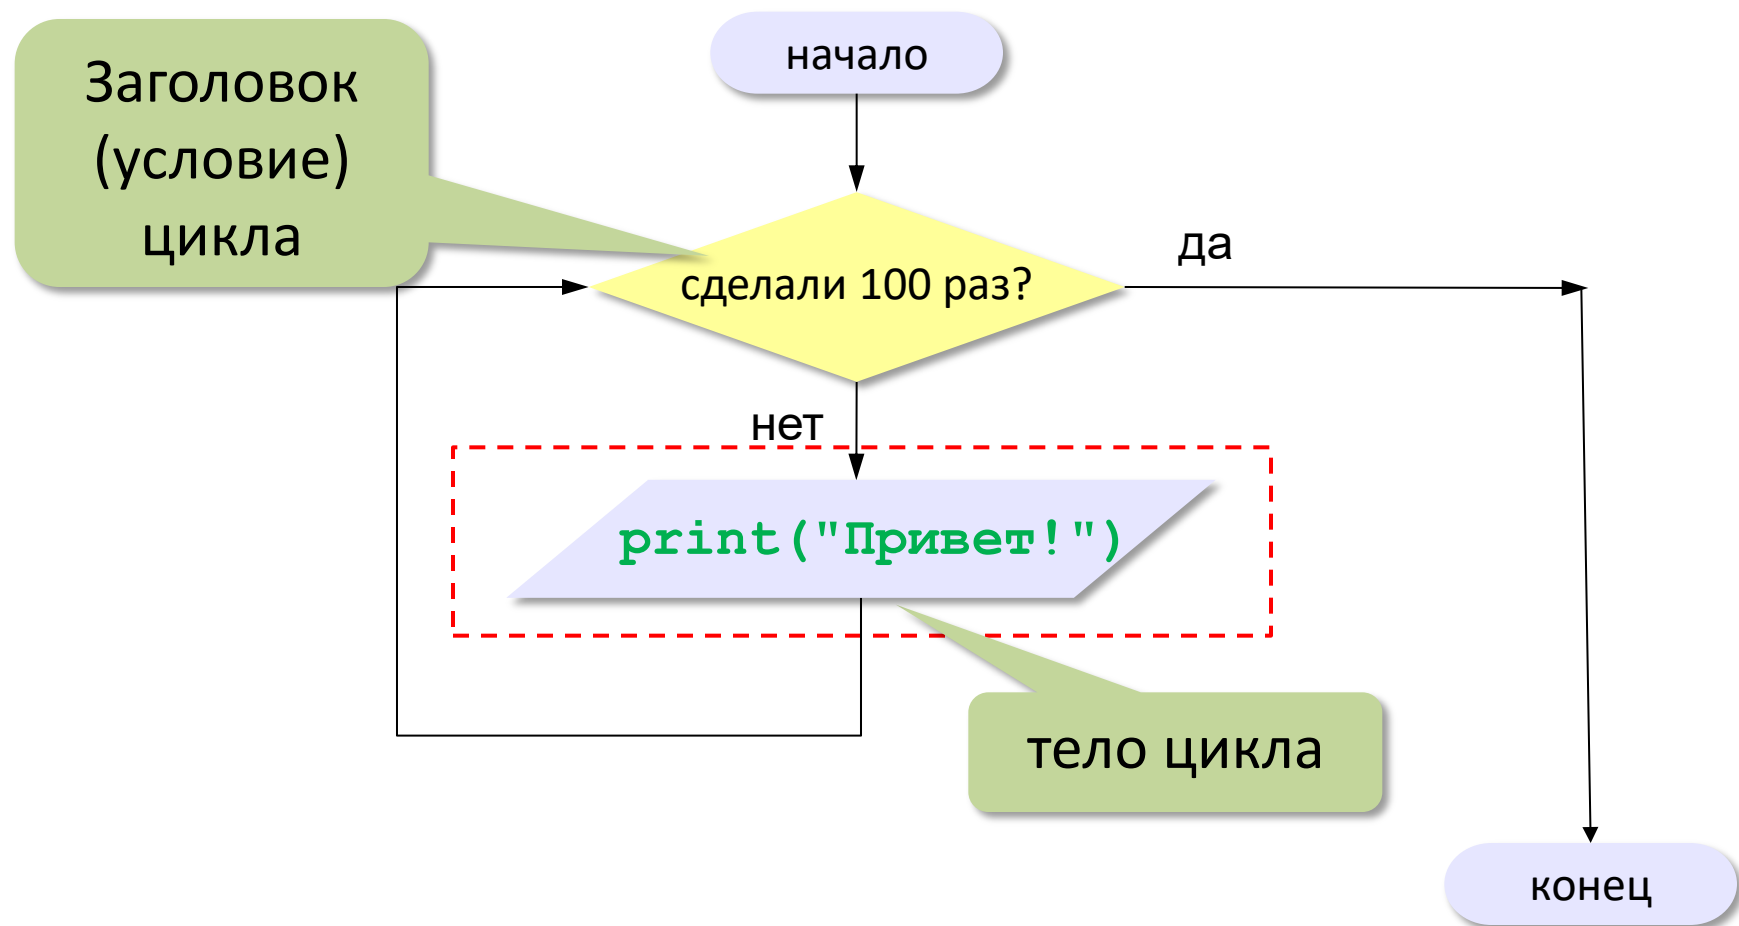 начало
Заголовок
(условие)
цикла
сделали 100 раз?
да
нет
print("Привет!")
тело цикла
конец